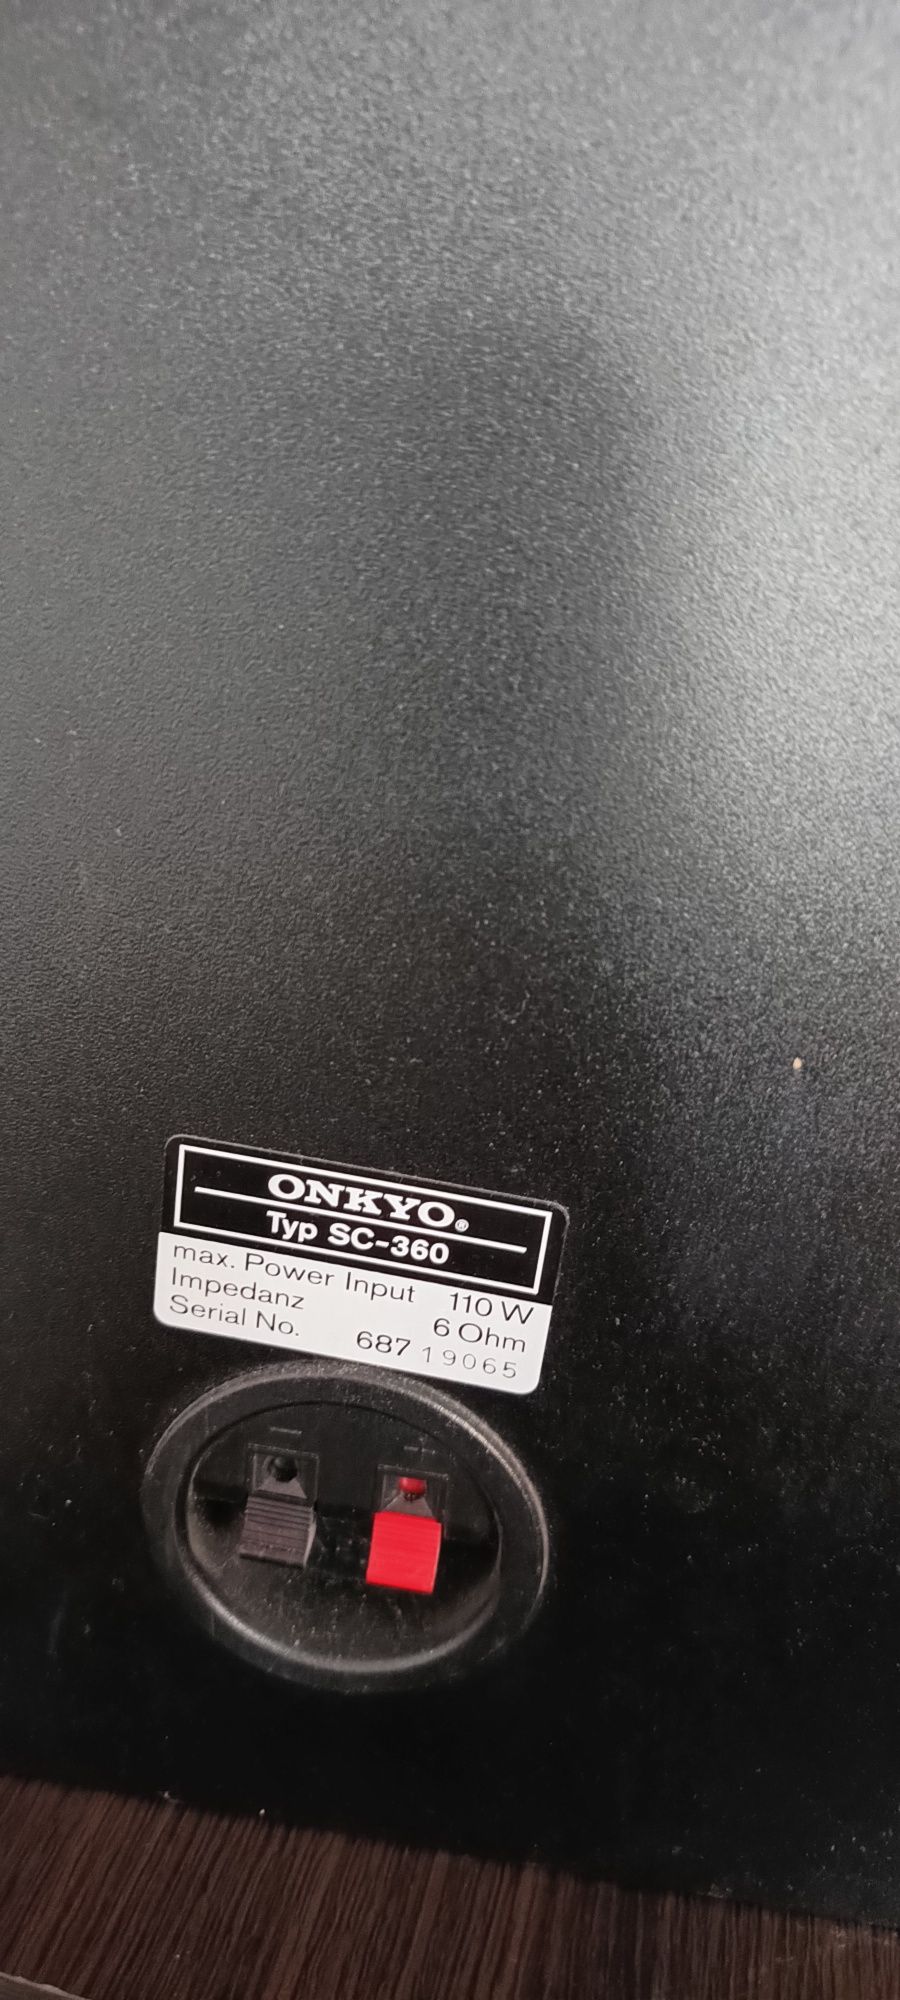 ONKYO®
Typ SC-360
max. Power Input 110 W
Impedanz 6 Ohm
Serial No. 687 19065
− +